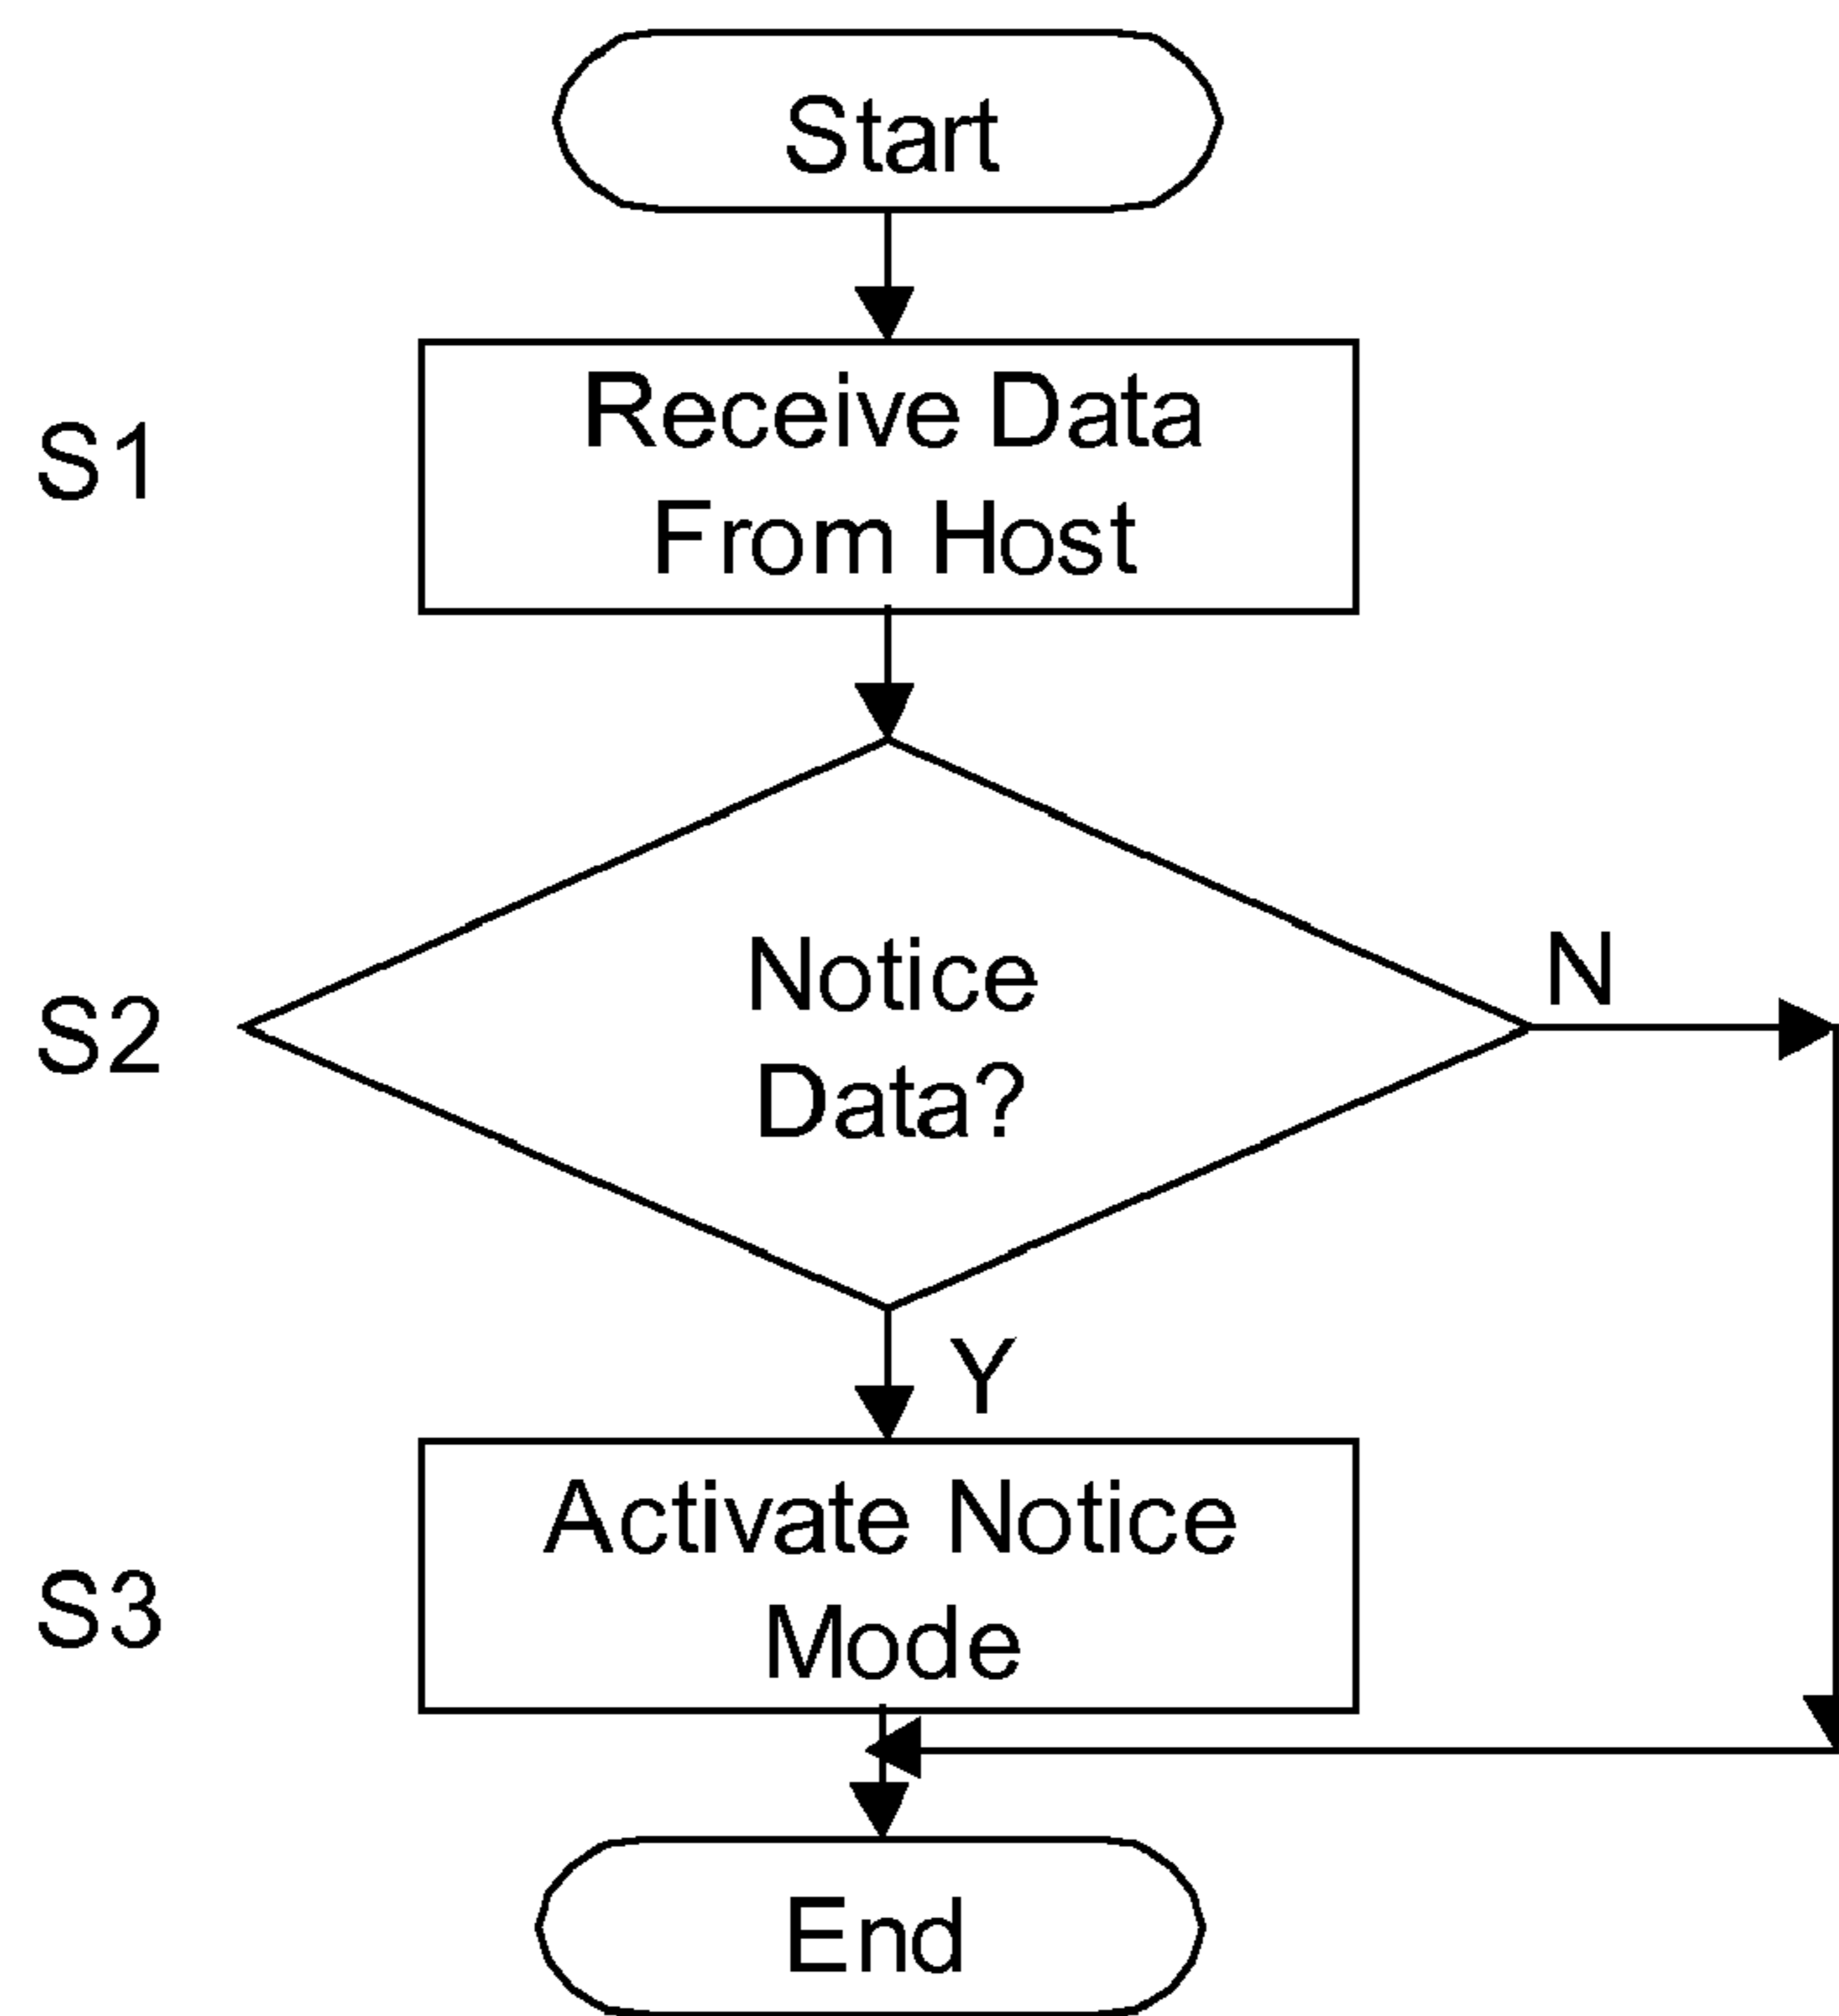 Start
S1
Receive Data
From Host
S2
Notice
Data?
N
Y
S3
Activate Notice
Mode
End